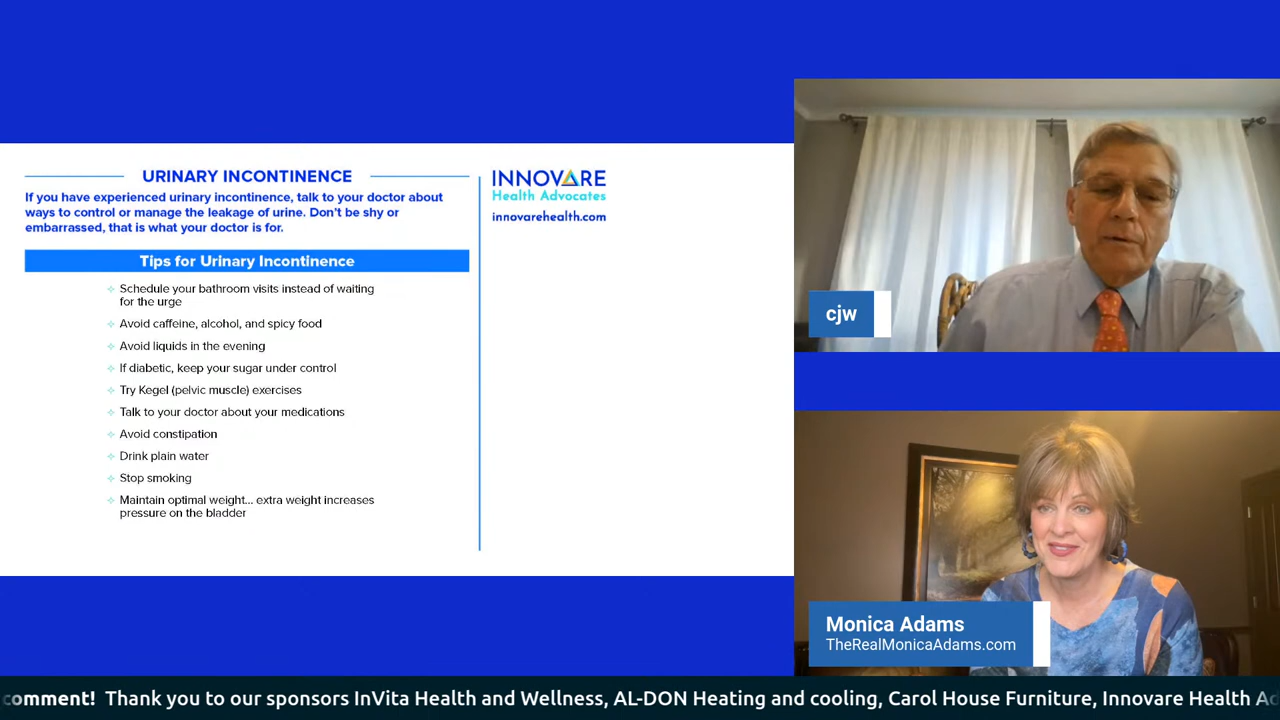 URINARY INCONTINENCE
If you have experienced urinary incontinence, talk to your doctor about
ways to control or manage the leakage of urine. Don't be shy or
embarrassed, that is what your doctor is for.
Tips for Urinary Incontinence
Schedule your bathroom visits instead of waiting
for the urge
Avoid caffeine, alcohol, and spicy food
Avoid liquids in the evening
If diabetic, keep your sugar under control
Try Kegel (pelvic muscle) exercises
Talk to your doctor about your medications
Avoid constipation
Drink plain water
Stop smoking
Maintain optimal weight... extra weight increases
pressure on the bladder
INNOVARE
Health Advocates
innovarehealth.com
cjw
Monica Adams
TheRealMonicaAdams.com
comment! Thank you to our sponsors InVita Health and Wellness, AL-DON Heating and cooling, Carol House Furniture, Innovare Health